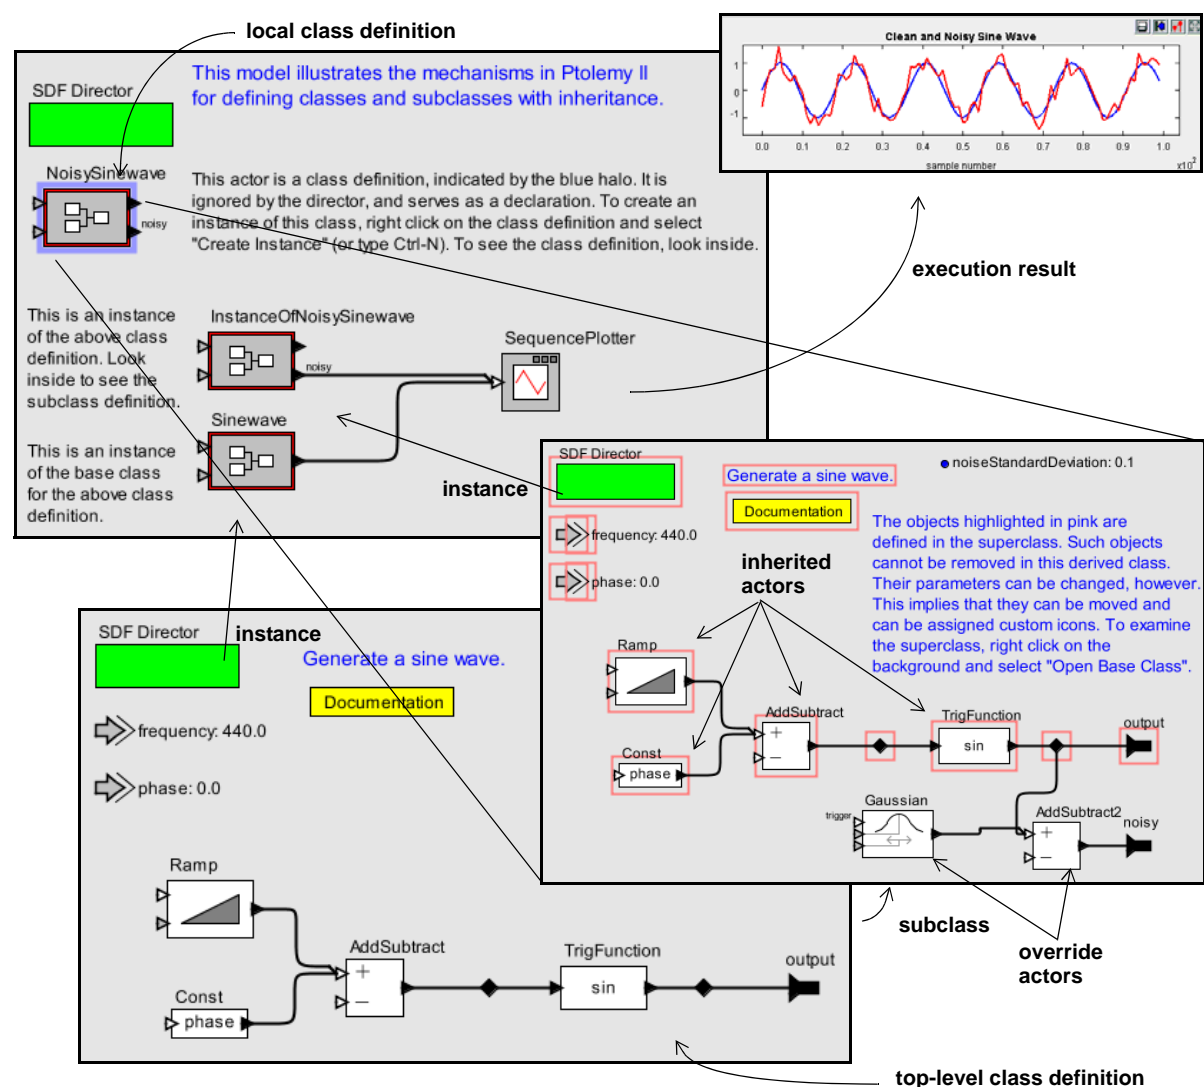 local class definition
This model illustrates the mechanisms in Ptolemy II
for defining classes and subclasses with inheritance.
SDF Director
NoisySinewave
noisy
This actor is a class definition, indicated by the blue halo. It is
ignored by the director, and serves as a declaration. To create an
instance of this class, right click on the class definition and select
"Create Instance" (or type Ctrl-N). To see the class definition, look inside.
This is an instance
of the above class
definition. Look
inside to see the
subclass definition.
InstanceOfNoisySinewave
noisy
SequencePlotter
Sinewave
This is an instance
of the base class
for the above class
definition.
Clean and Noisy Sine Wave
1
0
-1
0.0 0.1 0.2 0.3 0.4 0.5 0.6 0.7 0.8 0.9 1.0
sample number
x10²
execution result
instance
SDF Director
Generate a sine wave.
noiseStandardDeviation: 0.1
Documentation
frequency: 440.0
phase: 0.0
The objects highlighted in pink are
defined in the superclass. Such objects
cannot be removed in this derived class.
Their parameters can be changed, however.
This implies that they can be moved and
can be assigned custom icons. To examine
the superclass, right click on the
background and select "Open Base Class".
inherited
actors
Ramp
AddSubtract
+
–
TrigFunction
sin
output
Const
phase
Gaussian
trigger
AddSubtract2
+
–
noisy
instance
SDF Director
Generate a sine wave.
Documentation
frequency: 440.0
phase: 0.0
Ramp
AddSubtract
+
–
TrigFunction
sin
output
Const
phase
subclass
override
actors
top-level class definition